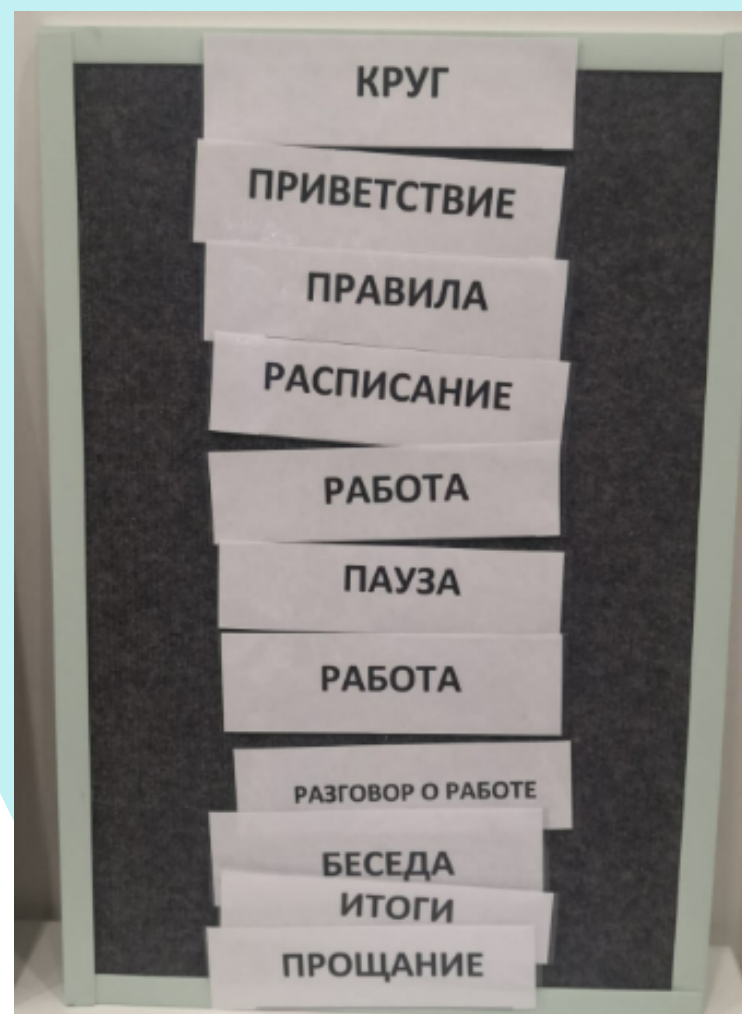 КРУГ
ПРИВЕТСТВИЕ
ПРАВИЛА
РАСПИСАНИЕ
РАБОТА
ПАУЗА
РАБОТА
РАЗГОВОР О РАБОТЕ
БЕСЕДА
ИТОГИ
ПРОЩАНИЕ